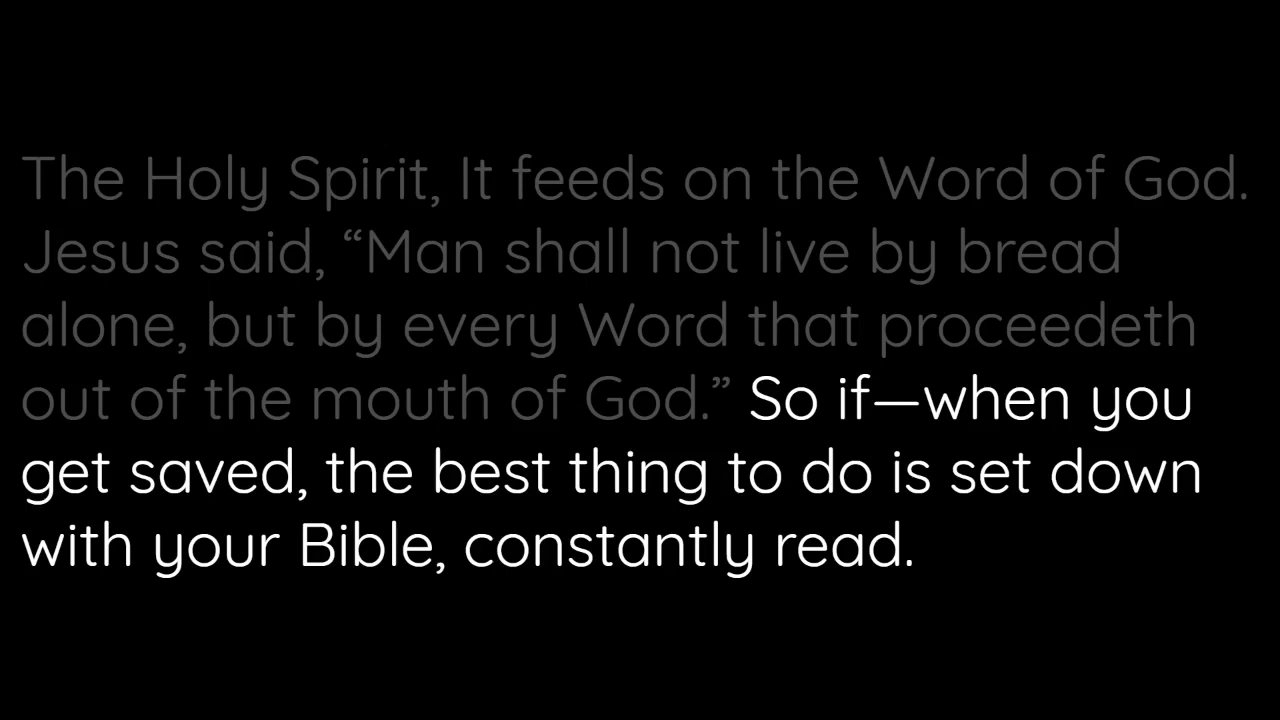 The Holy Spirit, It feeds on the Word of God.
Jesus said, “Man shall not live by bread
alone, but by every Word that proceedeth
out of the mouth of God.” So if—when you
get saved, the best thing to do is set down
with your Bible, constantly read.